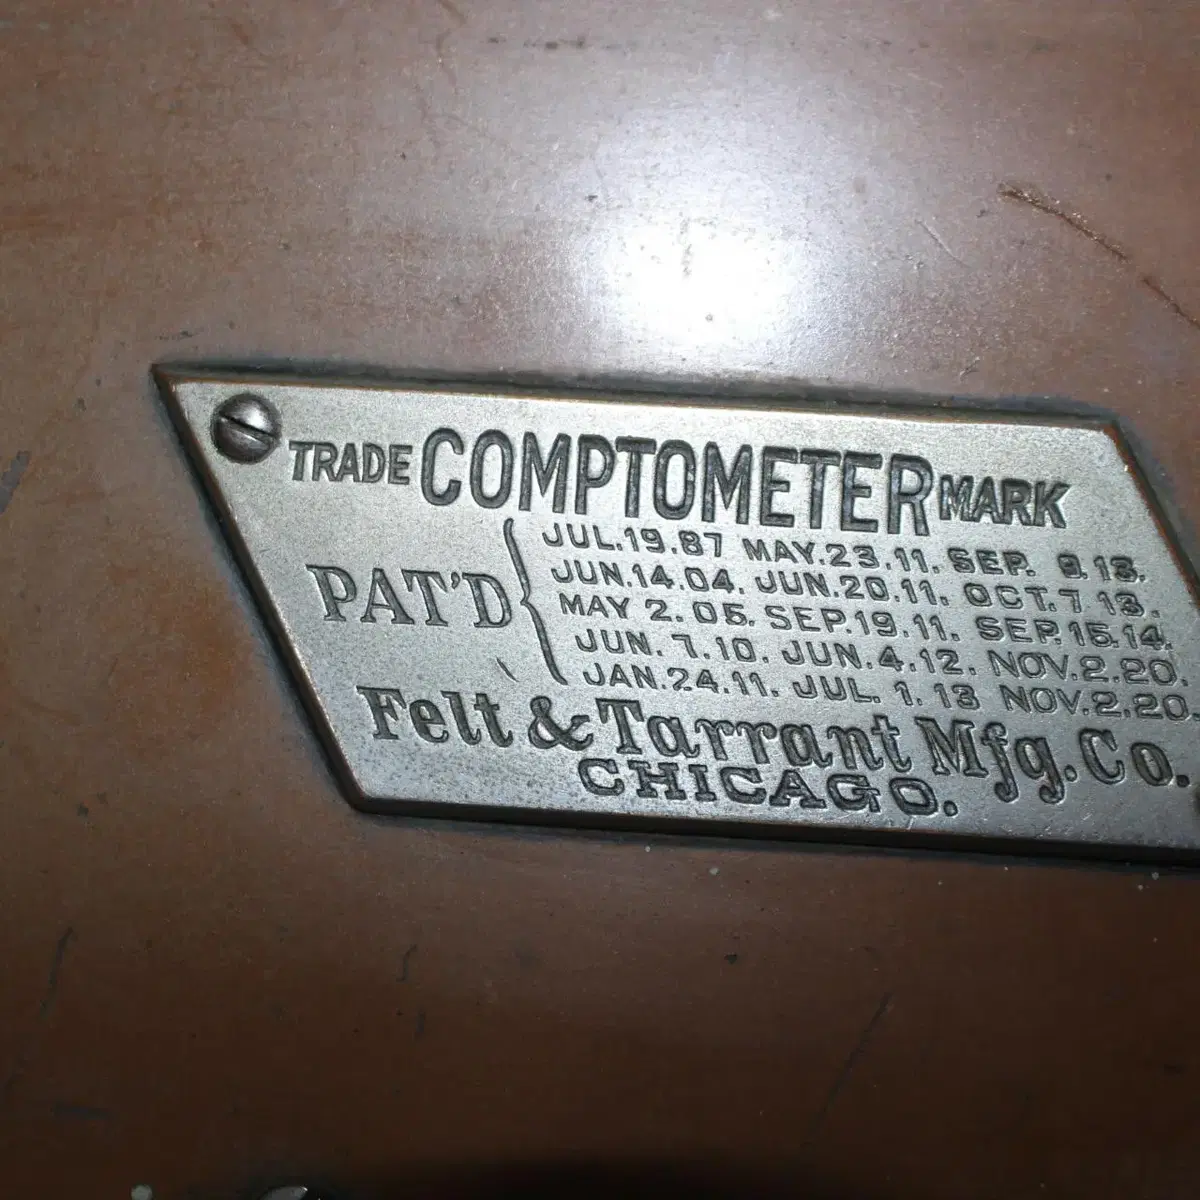 TRADE COMPTOMETER MARK
PAT'D
JUL.19.87 MAY.23.11. SEP. 9.13.
JUN.14.04. JUN.20.11. OCT.7 13.
MAY 2. 05. SEP.19.11. SEP.15.14.
JUN. 7.10. JUN.4.12. NOV.2.20.
JAN.24.11. JUL. 1. 13 NOV.2.20.
Felt & Tarrant Mfg. Co.
CHICAGO.